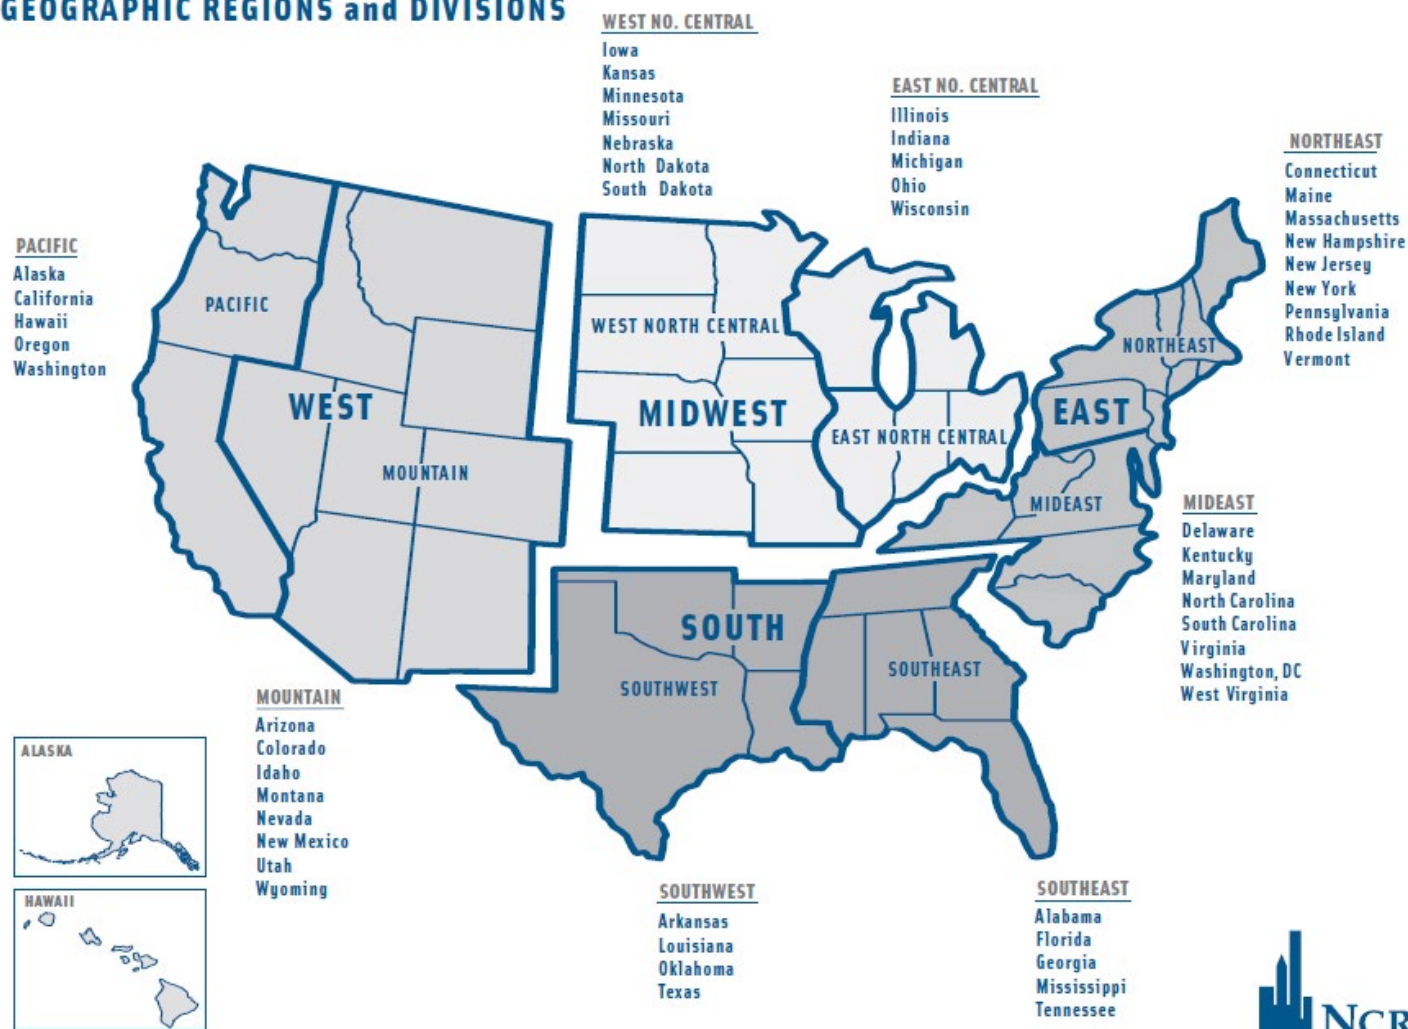 GEOGRAPHIC REGIONS and DIVISIONS
WEST NO. CENTRAL
Iowa
Kansas
Minnesota
Missouri
Nebraska
North Dakota
South Dakota
EAST NO. CENTRAL
Illinois
Indiana
Michigan
Ohio
Wisconsin
NORTHEAST
Connecticut
Maine
Massachusetts
New Hampshire
New Jersey
New York
Pennsylvania
Rhode Island
Vermont
PACIFIC
Alaska
California
Hawaii
Oregon
Washington
PACIFIC
WEST
MOUNTAIN
WEST NORTH CENTRAL
MIDWEST
EAST NORTH CENTRAL
NORTHEAST
EAST
MIDEAST
SOUTH
SOUTHWEST
SOUTHEAST
MIDEAST
Delaware
Kentucky
Maryland
North Carolina
South Carolina
Virginia
Washington, DC
West Virginia
MOUNTAIN
Arizona
Colorado
Idaho
Montana
Nevada
New Mexico
Utah
Wyoming
ALASKA
HAWAII
SOUTHWEST
Arkansas
Louisiana
Oklahoma
Texas
SOUTHEAST
Alabama
Florida
Georgia
Mississippi
Tennessee